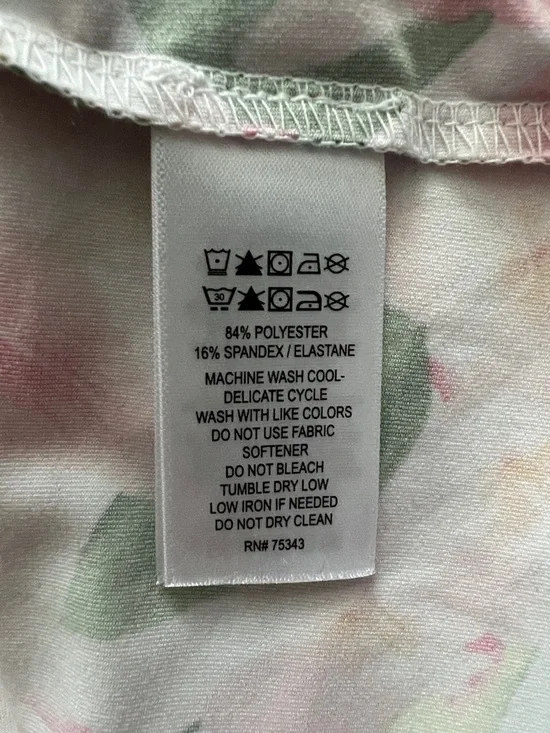 30
84% POLYESTER
16% SPANDEX / ELASTANE
MACHINE WASH COOL-
DELICATE CYCLE
WASH WITH LIKE COLORS
DO NOT USE FABRIC
SOFTENER
DO NOT BLEACH
TUMBLE DRY LOW
LOW IRON IF NEEDED
DO NOT DRY CLEAN
RN# 75343